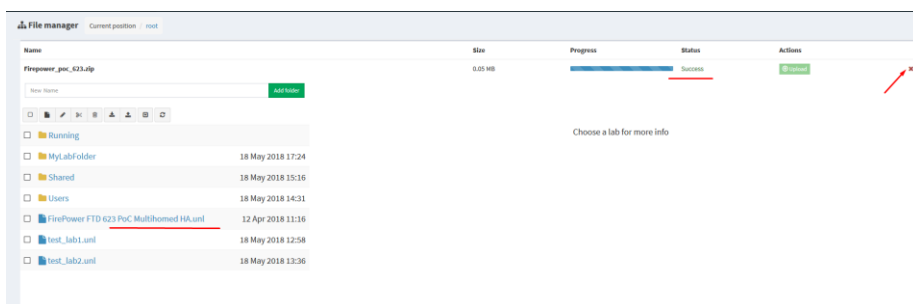 File manager Current position : root
Name Size Progress Status Actions
Firepower_poc_623.zip 0.05 MB Success Upload
New Name Add folder
Choose a lab for more info
Running
MyLabFolder 18 May 2018 17:24
Shared 18 May 2018 15:16
Users 18 May 2018 14:31
FirePower FTD 623 PoC Multihomed HA.unl 12 Apr 2018 11:16
test_lab1.unl 18 May 2018 12:58
test_lab2.unl 18 May 2018 13:36